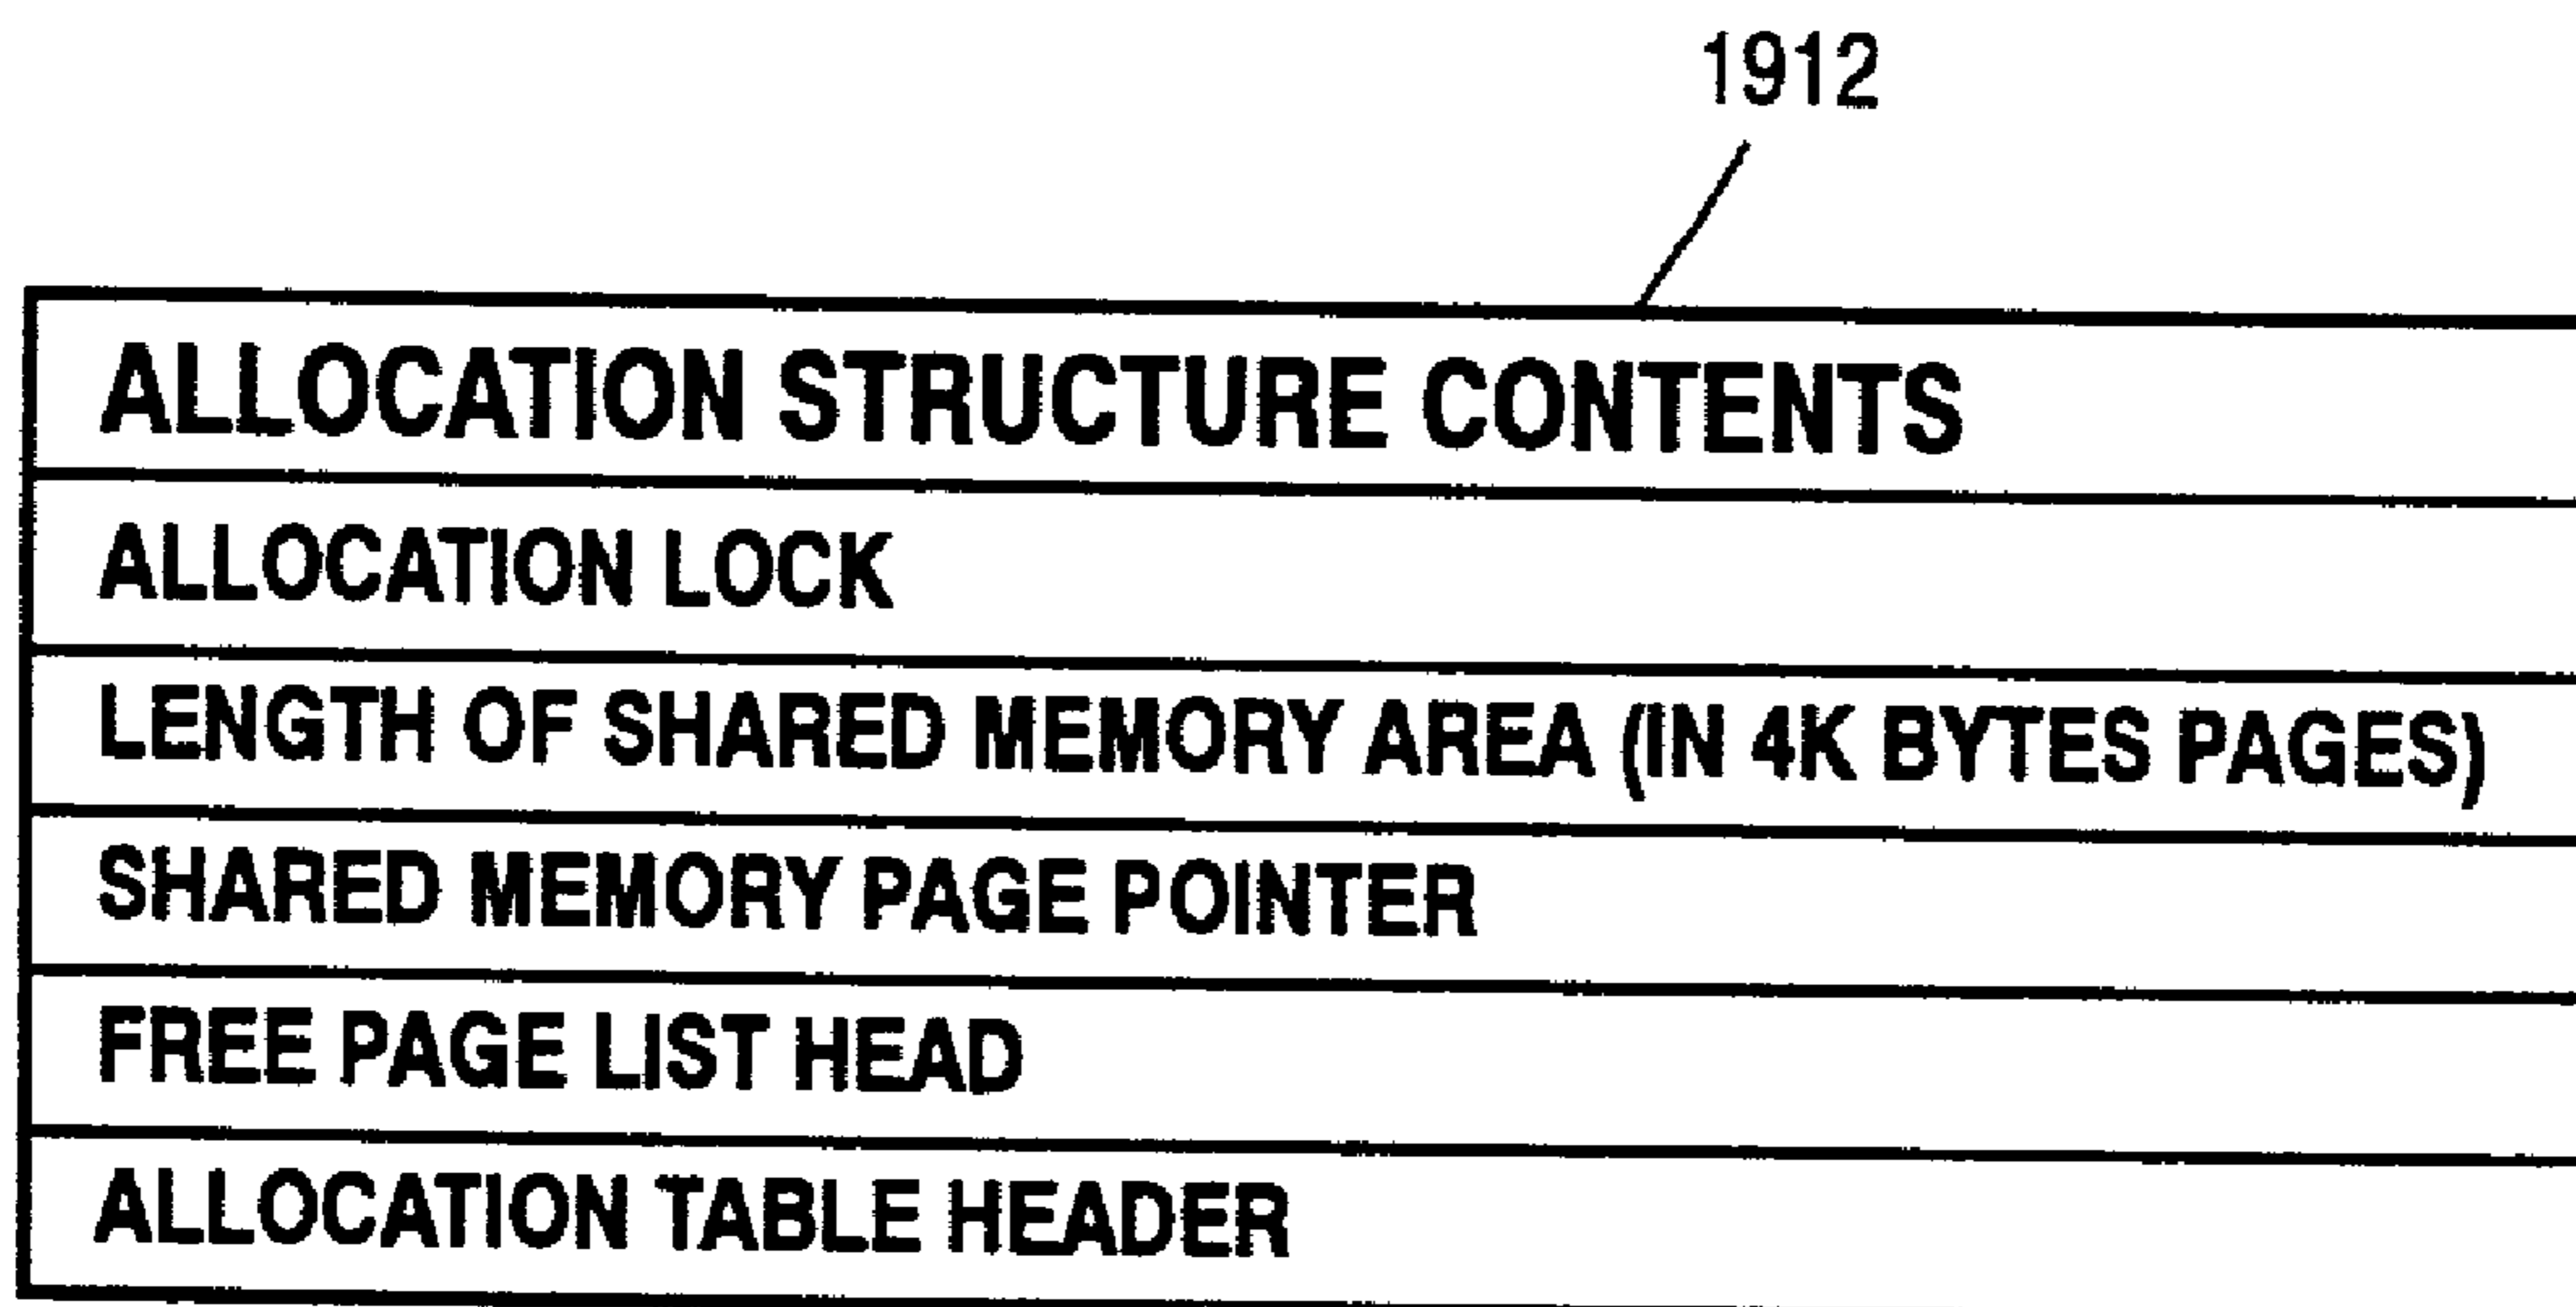 1912
ALLOCATION STRUCTURE CONTENTS
ALLOCATION LOCK
LENGTH OF SHARED MEMORY AREA (IN 4K BYTES PAGES)
SHARED MEMORY PAGE POINTER
FREE PAGE LIST HEAD
ALLOCATION TABLE HEADER